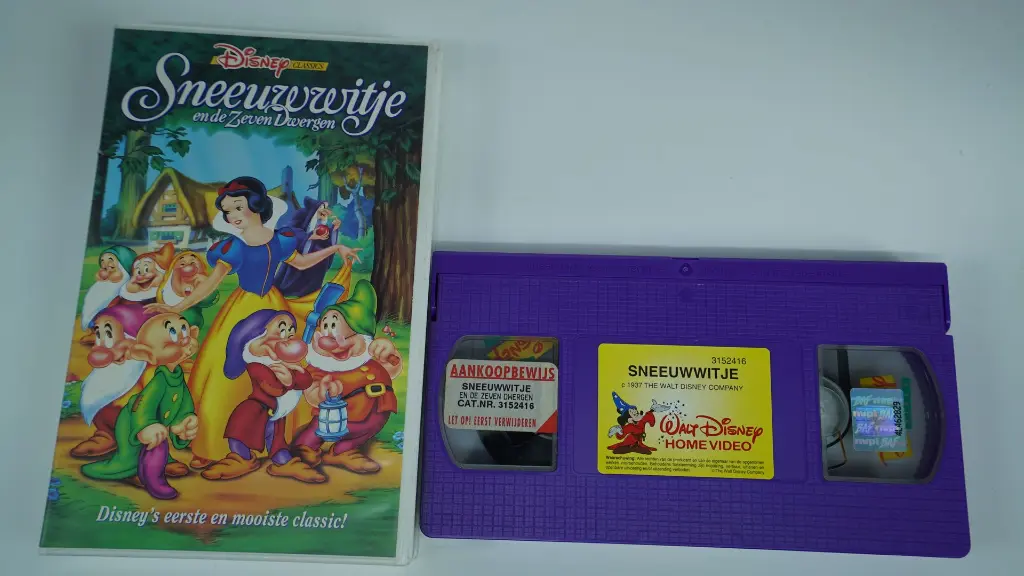 Disney CLASSICS
Sneeuwwitje
en de Zeven Dwergen
Disney's eerste en mooiste classic!
AANKOOPBEWIJS
SNEEUWWITJE
EN DE ZEVEN DWERGEN
CAT.NR. 3152416
LET OP! EERST VERWIJDEREN
3152416
SNEEUWWITJE
© 1937 THE WALT DISNEY COMPANY
WALT DISNEY
HOME VIDEO